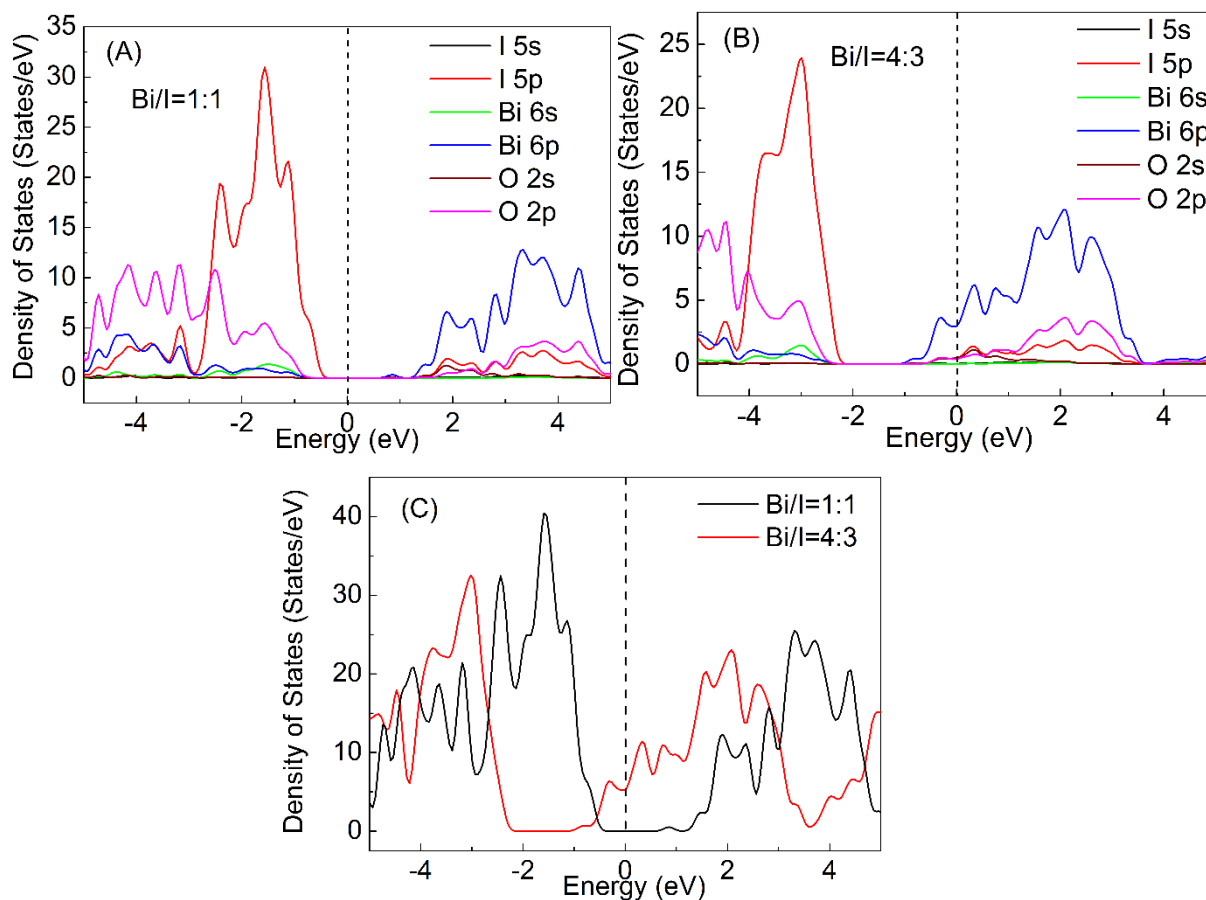 (A)
Bi/I=1:1
I 5s
I 5p
Bi 6s
Bi 6p
O 2s
O 2p
35
30
25
20
15
10
5
0
Density of States (States/eV)
-4 -2 0 2 4
Energy (eV)
(B)
Bi/I=4:3
I 5s
I 5p
Bi 6s
Bi 6p
O 2s
O 2p
25
20
15
10
5
0
Density of States (States/eV)
-4 -2 0 2 4
Energy (eV)
(C)
Bi/I=1:1
Bi/I=4:3
40
30
20
10
0
Density of States (States/eV)
-4 -2 0 2 4
Energy (eV)